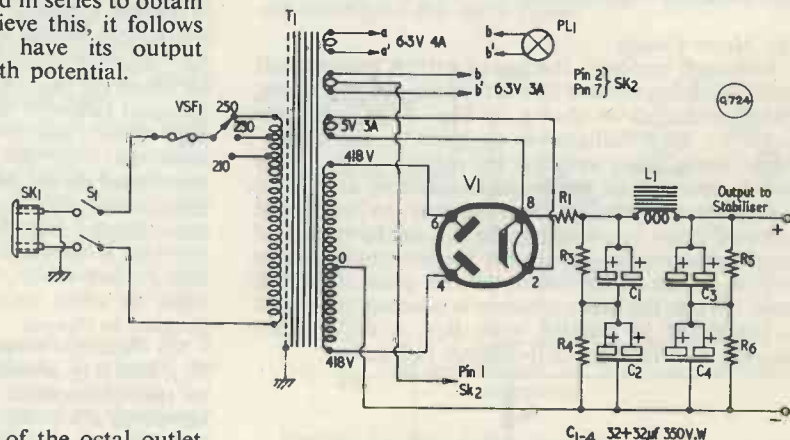 d in series to obtain
ieve this, it follows
have its output
th potential.
T1
a
a' 6·3V 4A
b
b'
PL1
b
b' 6·3V 3A
Pin 2
Pin 7 } SK2
G724
VSF1 250
230
210
5V 3A
418V
SK1
S1
V1
8
6
R1
L1
Output to
Stabiliser
+
0
4
2
R3
+ +
C1
+ +
C3
R5
418V
R4
+ +
C2
+ +
C4
R6
Pin 1
Sk2
−
of the octal outlet
C1-4 32+32µf 350V.W